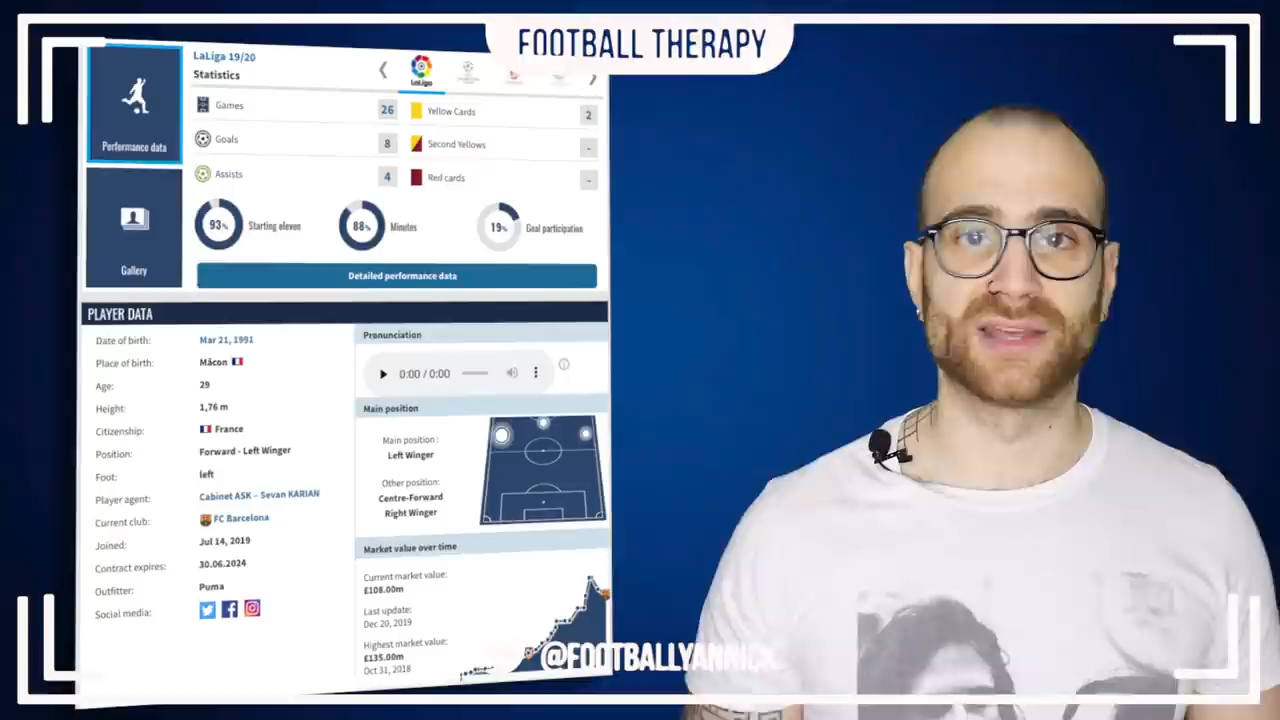 FOOTBALL THERAPY
LaLiga 19/20
Statistics
LaLiga
Games 26 Yellow Cards 2
Goals 8 Second Yellows -
Assists 4 Red cards -
Performance data
93% Starting eleven 88% Minutes 19% Goal participation
Gallery
Detailed performance data
PLAYER DATA
Date of birth: Mar 21, 1991
Place of birth: Mâcon
Age: 29
Height: 1,76 m
Citizenship: France
Position: Forward - Left Winger
Foot: left
Player agent: Cabinet ASK – Sevan KARIAN
Current club: FC Barcelona
Joined: Jul 14, 2019
Contract expires: 30.06.2024
Outfitter: Puma
Social media:
Pronunciation
0:00 / 0:00
Main position
Main position :
Left Winger
Other position:
Centre-Forward
Right Winger
Market value over time
Current market value:
£108.00m
Last update:
Dec 20, 2019
Highest market value:
£135.00m
Oct 31, 2018